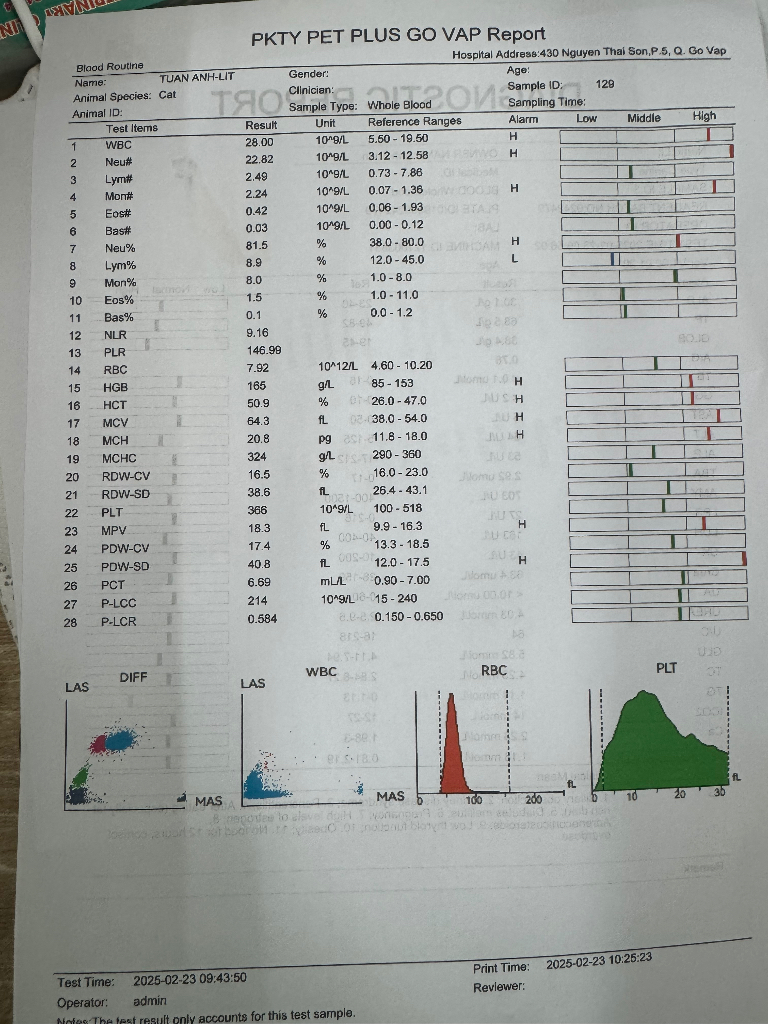 PKTY PET PLUS GO VAP Report
Hospital Address:430 Nguyen Thai Son,P.5, Q. Go Vap
Blood Routine
Name: TUAN ANH-LIT Gender: Age:
Animal Species: Cat Clinician: Sample ID: 129
Animal ID: Sample Type: Whole Blood Sampling Time:
Test Items Result Unit Reference Ranges Alarm Low Middle High
1 WBC 28.00 10^9/L 5.50 - 19.50 H
2 Neu# 22.82 10^9/L 3.12 - 12.58 H
3 Lym# 2.49 10^9/L 0.73 - 7.86
4 Mon# 2.24 10^9/L 0.07 - 1.36 H
5 Eos# 0.42 10^9/L 0.06 - 1.93
6 Bas# 0.03 10^9/L 0.00 - 0.12
7 Neu% 81.5 % 38.0 - 80.0 H
8 Lym% 8.9 % 12.0 - 45.0 L
9 Mon% 8.0 % 1.0 - 8.0
10 Eos% 1.5 % 1.0 - 11.0
11 Bas% 0.1 % 0.0 - 1.2
12 NLR 9.16
13 PLR 146.99
14 RBC 7.92 10^12/L 4.60 - 10.20
15 HGB 165 g/L 85 - 153 H
16 HCT 50.9 % 26.0 - 47.0 H
17 MCV 64.3 fL 38.0 - 54.0 H
18 MCH 20.8 pg 11.8 - 18.0 H
19 MCHC 324 g/L 290 - 360
20 RDW-CV 16.5 % 16.0 - 23.0
21 RDW-SD 38.6 fL 26.4 - 43.1
22 PLT 366 10^9/L 100 - 518
23 MPV 18.3 fL 9.9 - 16.3 H
24 PDW-CV 17.4 % 13.3 - 18.5
25 PDW-SD 40.8 fL 12.0 - 17.5 H
26 PCT 6.69 mL/L 0.90 - 7.00
27 P-LCC 214 10^9/L 15 - 240
28 P-LCR 0.584 0.150 - 0.650
DIFF WBC RBC PLT
LAS LAS
MAS MAS 0 100 200 fL 0 10 20 30 fL
Test Time: 2025-02-23 09:43:50 Print Time: 2025-02-23 10:25:23
Operator: admin Reviewer:
Notes:The test result only accounts for this test sample.